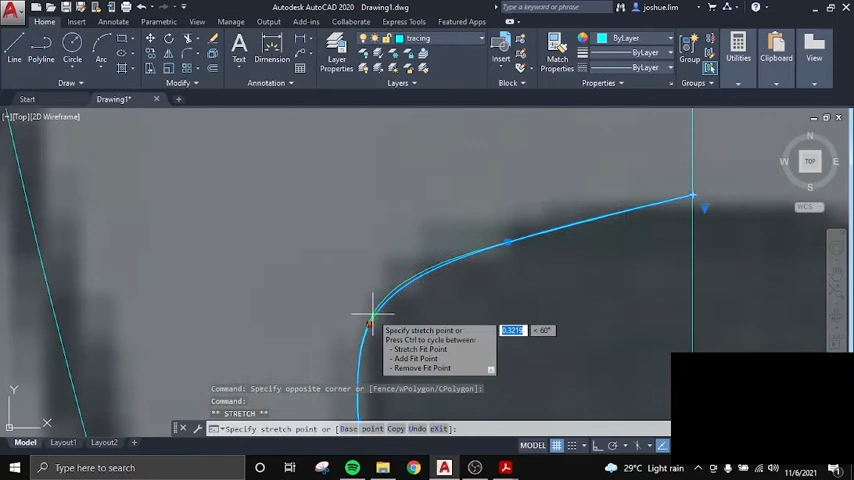 Autodesk AutoCAD 2020   Drawing1.dwg
Type a keyword or phrase
joshue.lim
Home Insert Annotate Parametric View Manage Output Add-ins Collaborate Express Tools Featured Apps
tracing
ByLayer
ByLayer
ByLayer
Line Polyline Circle Arc
Text Dimension
Layer Properties
Insert
Match Properties
Group
Utilities Clipboard View
Draw Modify Annotation Layers Block Properties Groups
Start Drawing1*
[-][Top][2D Wireframe]
N
W TOP E
S
WCS
Specify stretch point or
Press Ctrl to cycle between:
- Stretch Fit Point
- Add Fit Point
- Remove Fit Point
0.3219 < 60°
Command: Specify opposite corner or [Fence/WPolygon/CPolygon]:
Command:
** STRETCH **
Specify stretch point or [Base point Copy Undo eXit]:
Y
X
Model Layout1 Layout2
MODEL
Type here to search
29°C Light rain
11/6/2021